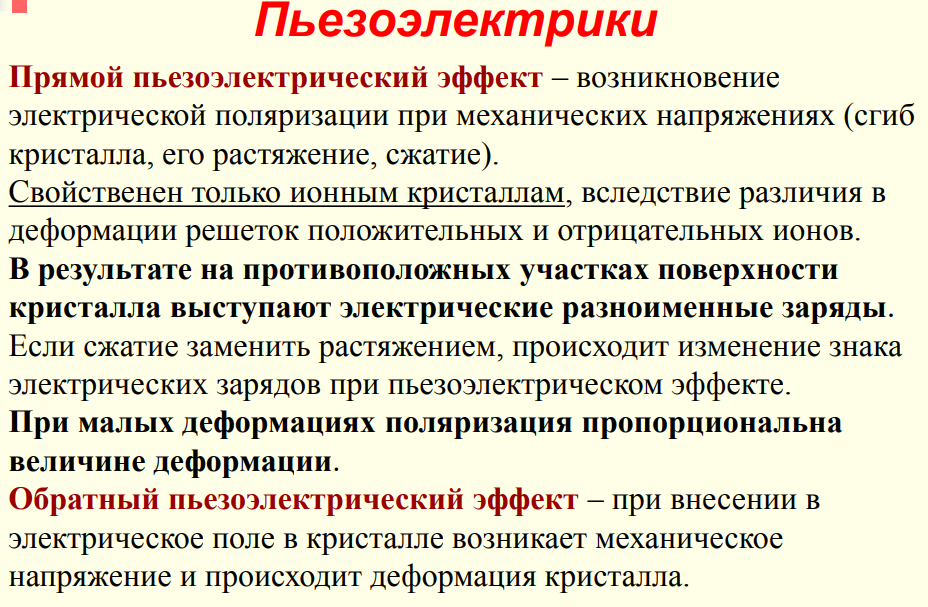 Пьезоэлектрики
Прямой пьезоэлектрический эффект – возникновение
электрической поляризации при механических напряжениях (сгиб
кристалла, его растяжение, сжатие).
Свойственен только ионным кристаллам, вследствие различия в
деформации решеток положительных и отрицательных ионов.
В результате на противоположных участках поверхности
кристалла выступают электрические разноименные заряды.
Если сжатие заменить растяжением, происходит изменение знака
электрических зарядов при пьезоэлектрическом эффекте.
При малых деформациях поляризация пропорциональна
величине деформации.
Обратный пьезоэлектрический эффект – при внесении в
электрическое поле в кристалле возникает механическое
напряжение и происходит деформация кристалла.